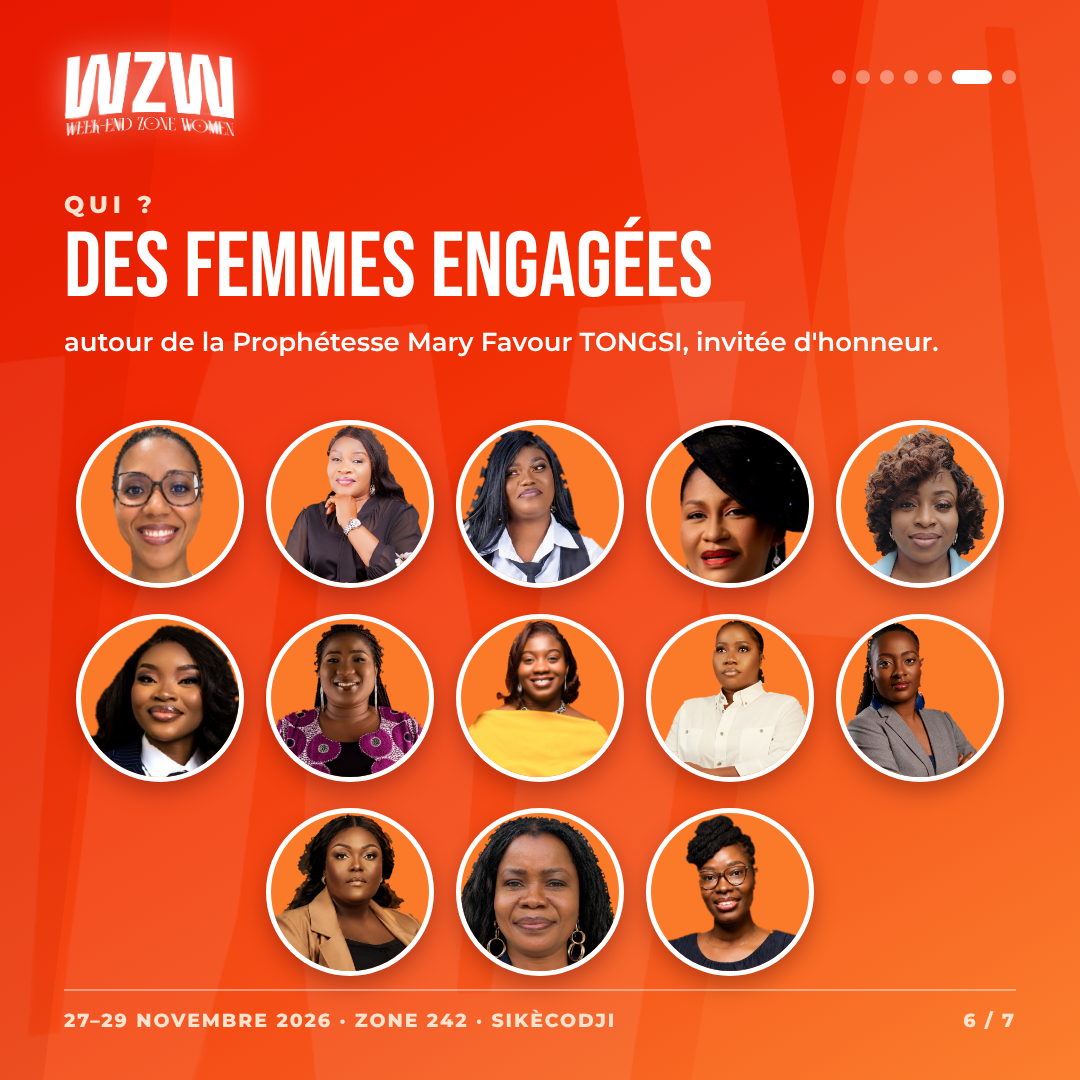 WZW
WEEK-END ZONE WOMEN
QUI ?
DES FEMMES ENGAGÉES
autour de la Prophétesse Mary Favour TONGSI, invitée d'honneur.
27–29 NOVEMBRE 2026 · ZONE 242 · SIKÈCODJI
6 / 7